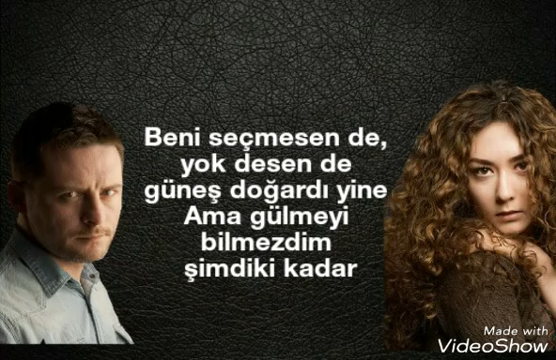 Beni seçmesen de,
yok desen de
güneş doğardı yine
Ama gülmeyi
bilmezdim
şimdiki kadar
Made with
VideoShow